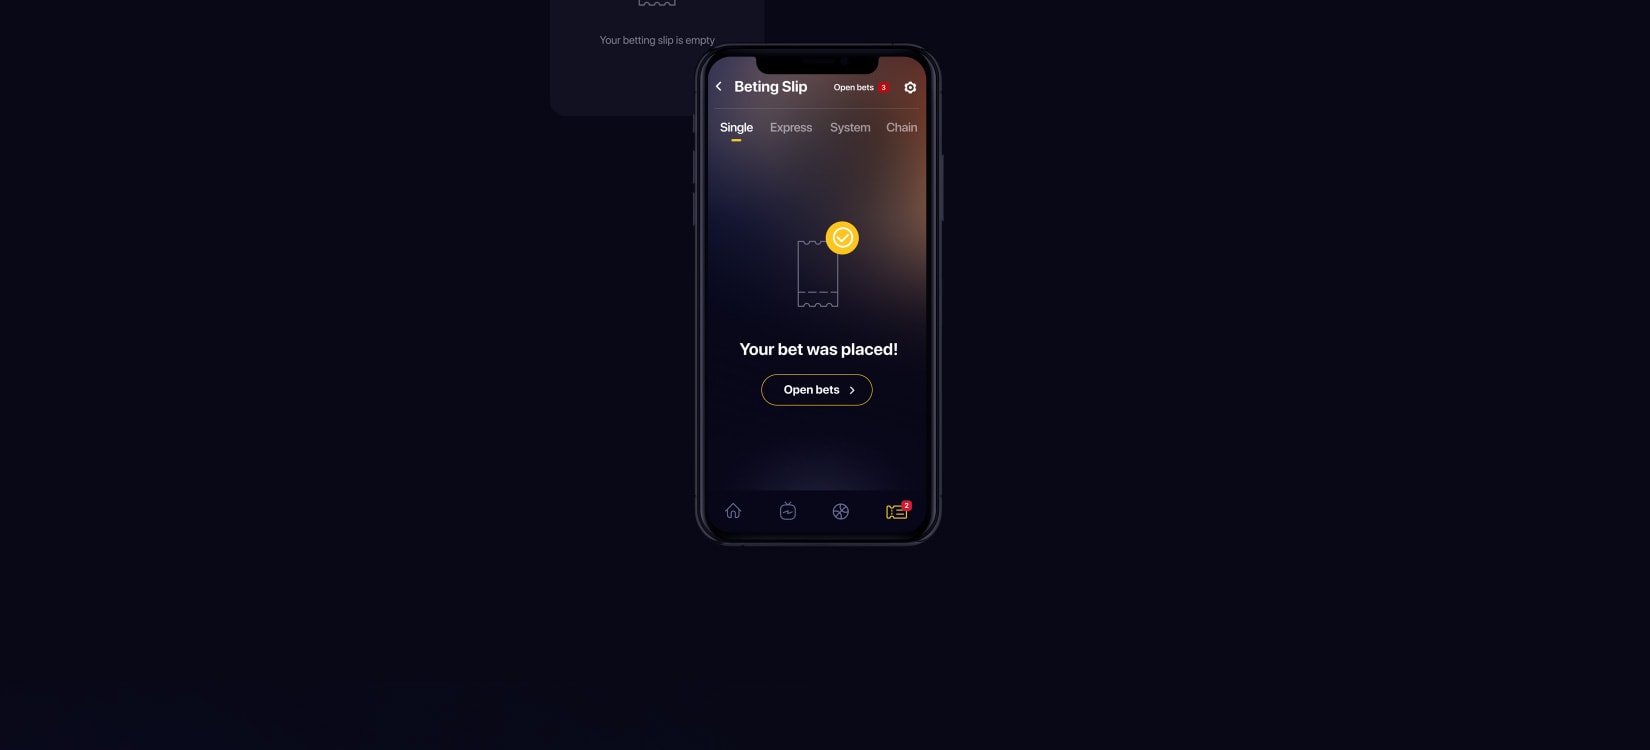 Your betting slip is empty
Beting Slip
Open bets 3
Single Express System Chain
Your bet was placed!
Open bets
2